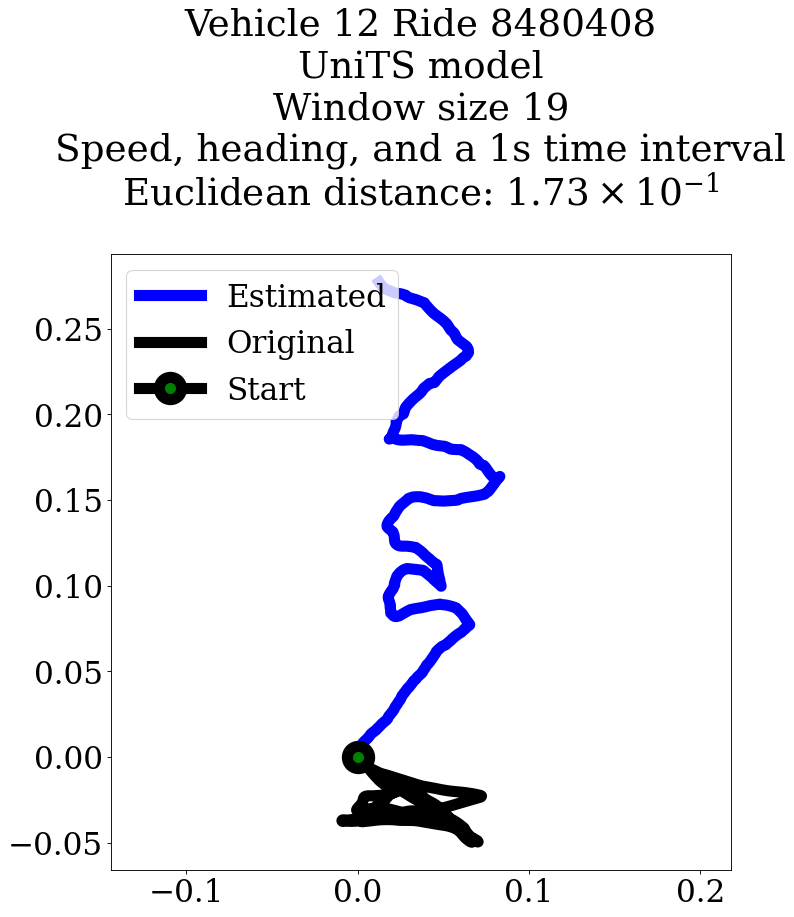 Vehicle 12 Ride 8480408
UniTS model
Window size 19
Speed, heading, and a 1s time interval
Euclidean distance: 1.73 × 10⁻¹
Estimated
Original
Start
0.25
0.20
0.15
0.10
0.05
0.00
−0.05
−0.1 0.0 0.1 0.2